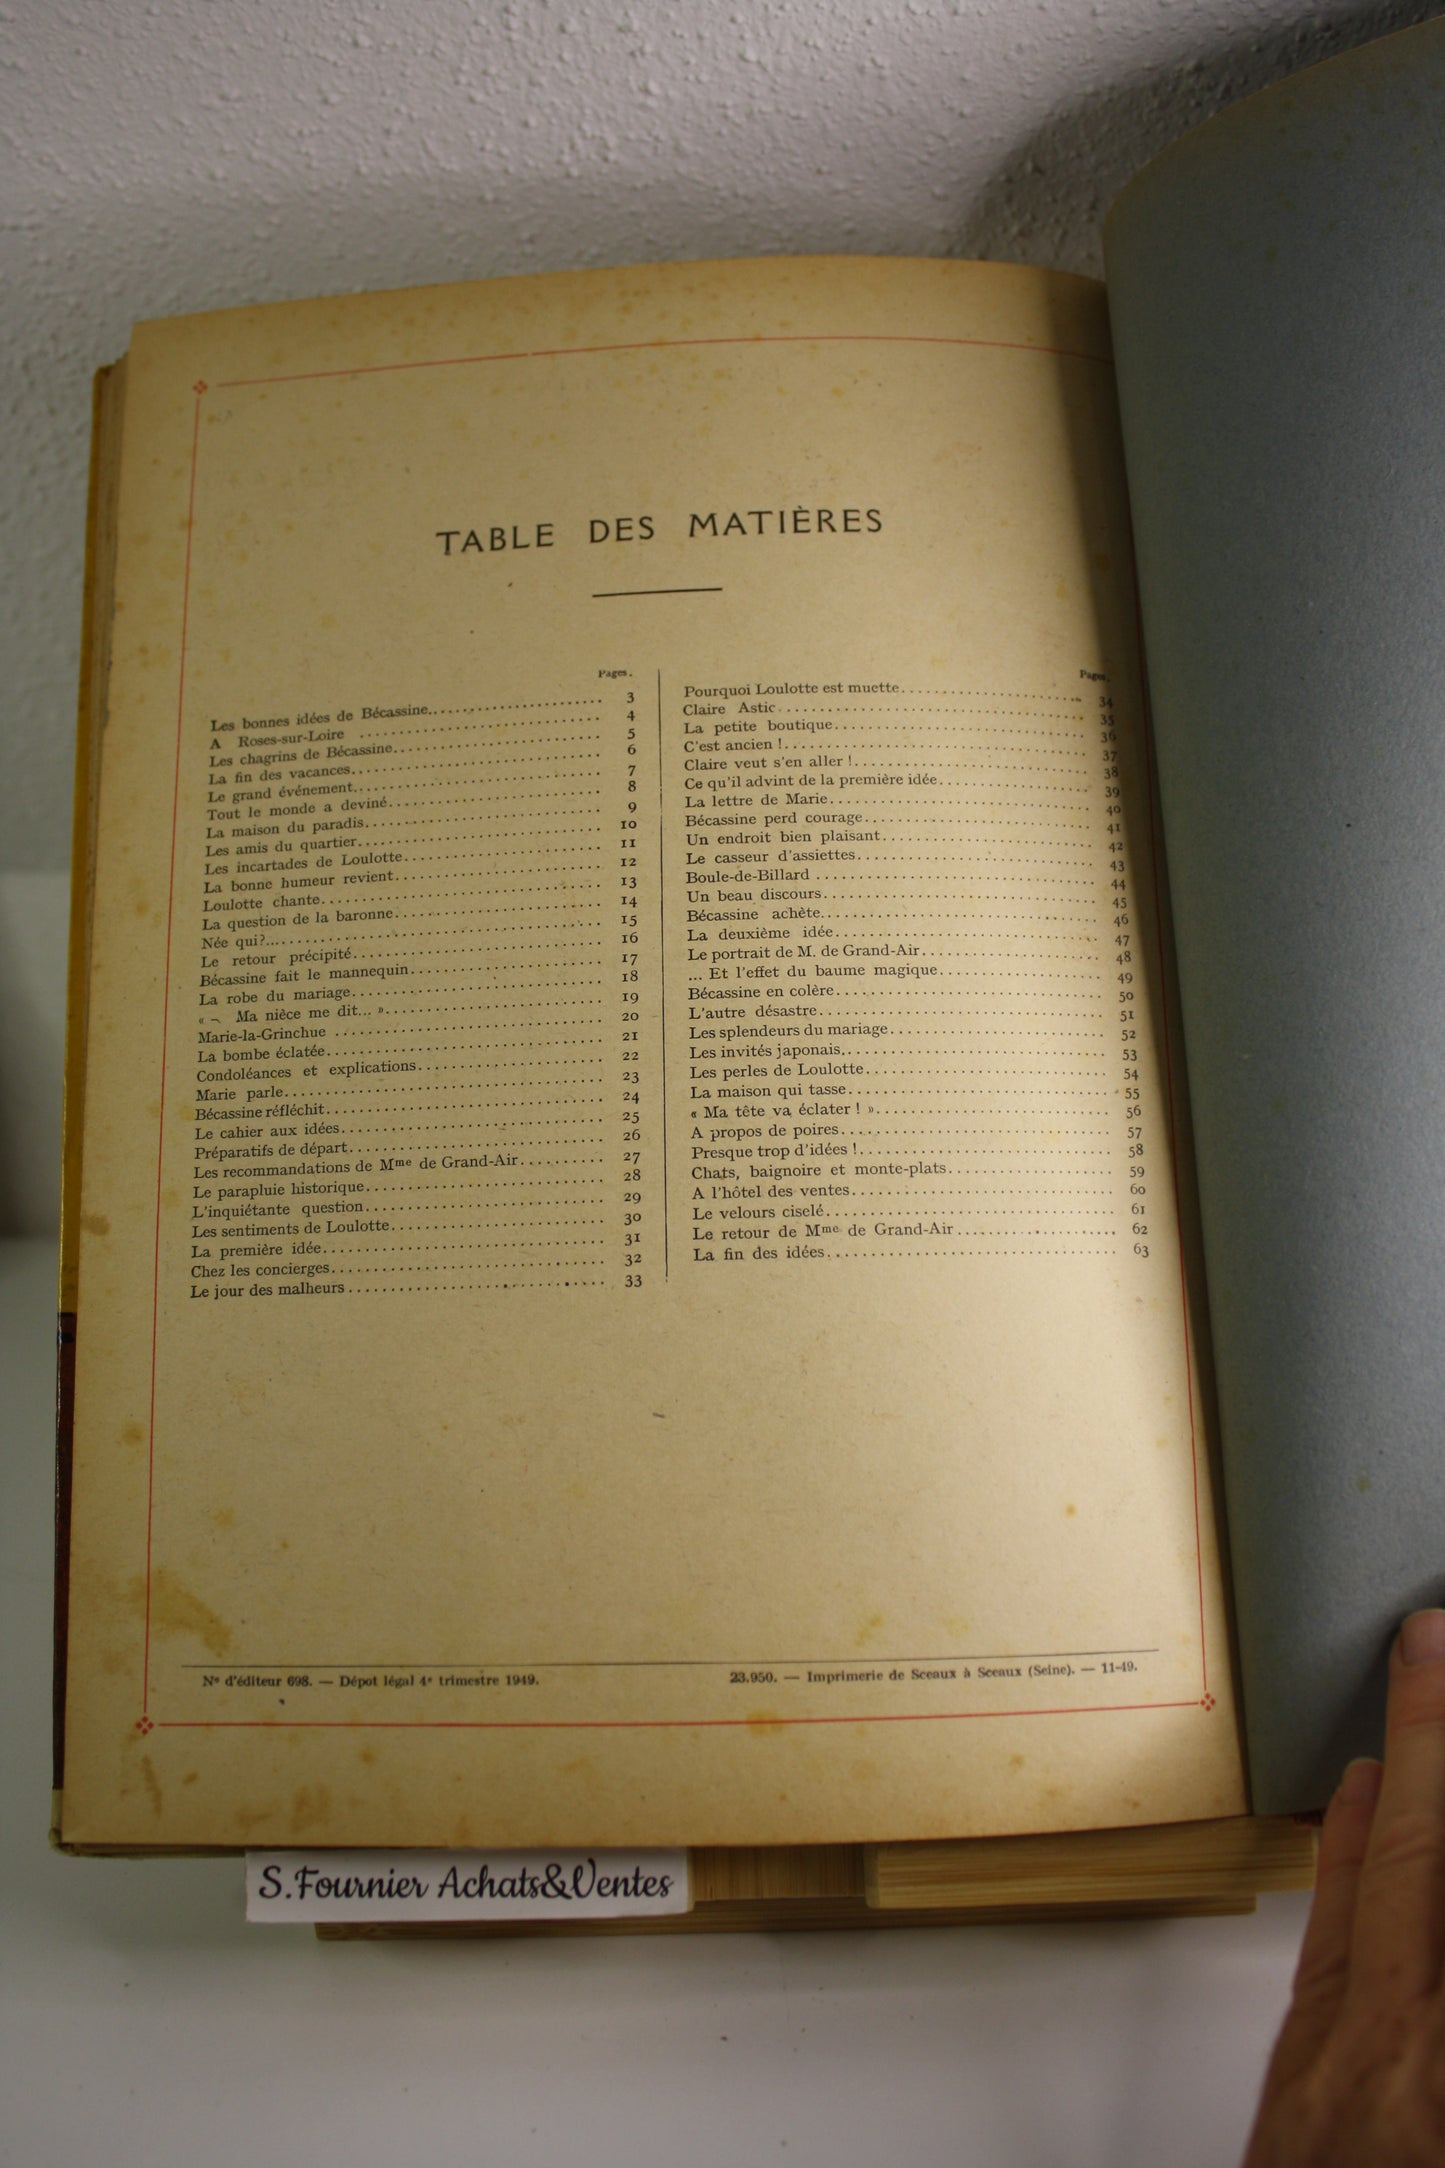 TABLE DES MATIÈRES
Pages.
Les bonnes idées de Bécassine 3
A Roses-sur-Loire 4
Les chagrins de Bécassine 5
La fin des vacances 6
Le grand événement 7
Tout le monde a deviné 8
La maison du paradis 9
Les amis du quartier 10
Les incartades de Loulotte 11
La bonne humeur revient 12
Loulotte chante 13
La question de la baronne 14
Née qui?... 15
Le retour précipité 16
Bécassine fait le mannequin 17
La robe du mariage 18
« — Ma nièce me dit... » 19
Marie-la-Grinchue 20
La bombe éclatée 21
Condoléances et explications 22
Marie parle 23
Bécassine réfléchit 24
Le cahier aux idées 25
Préparatifs de départ 26
Les recommandations de Mme de Grand-Air 27
Le parapluie historique 28
L'inquiétante question 29
Les sentiments de Loulotte 30
La première idée 31
Chez les concierges 32
Le jour des malheurs 33
Pages.
Pourquoi Loulotte est muette 34
Claire Astic 35
La petite boutique 36
C'est ancien ! 37
Claire veut s'en aller ! 38
Ce qu'il advint de la première idée 39
La lettre de Marie 40
Bécassine perd courage 41
Un endroit bien plaisant 42
Le casseur d'assiettes 43
Boule-de-Billard 44
Un beau discours 45
Bécassine achète 46
La deuxième idée 47
Le portrait de M. de Grand-Air 48
... Et l'effet du baume magique 49
Bécassine en colère 50
L'autre désastre 51
Les splendeurs du mariage 52
Les invités japonais 53
Les perles de Loulotte 54
La maison qui tasse 55
« Ma tête va éclater ! » 56
A propos de poires 57
Presque trop d'idées ! 58
Chats, baignoire et monte-plats 59
A l'hôtel des ventes 60
Le velours ciselé 61
Le retour de Mme de Grand-Air 62
La fin des idées 63
N° d'éditeur 698. — Dépot légal 4e trimestre 1949.
23.950. — Imprimerie de Sceaux à Sceaux (Seine). — 11-49.
S.Fournier Achats&Ventes